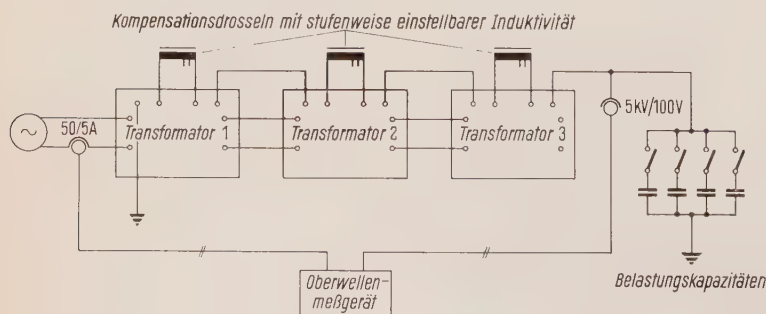 Kompensationsdrosseln mit stufenweise einstellbarer Induktivität
50/5A
Transformator 1
Transformator 2
Transformator 3
5kV/100V
Oberwellen-
meßgerät
Belastungskapazitäten